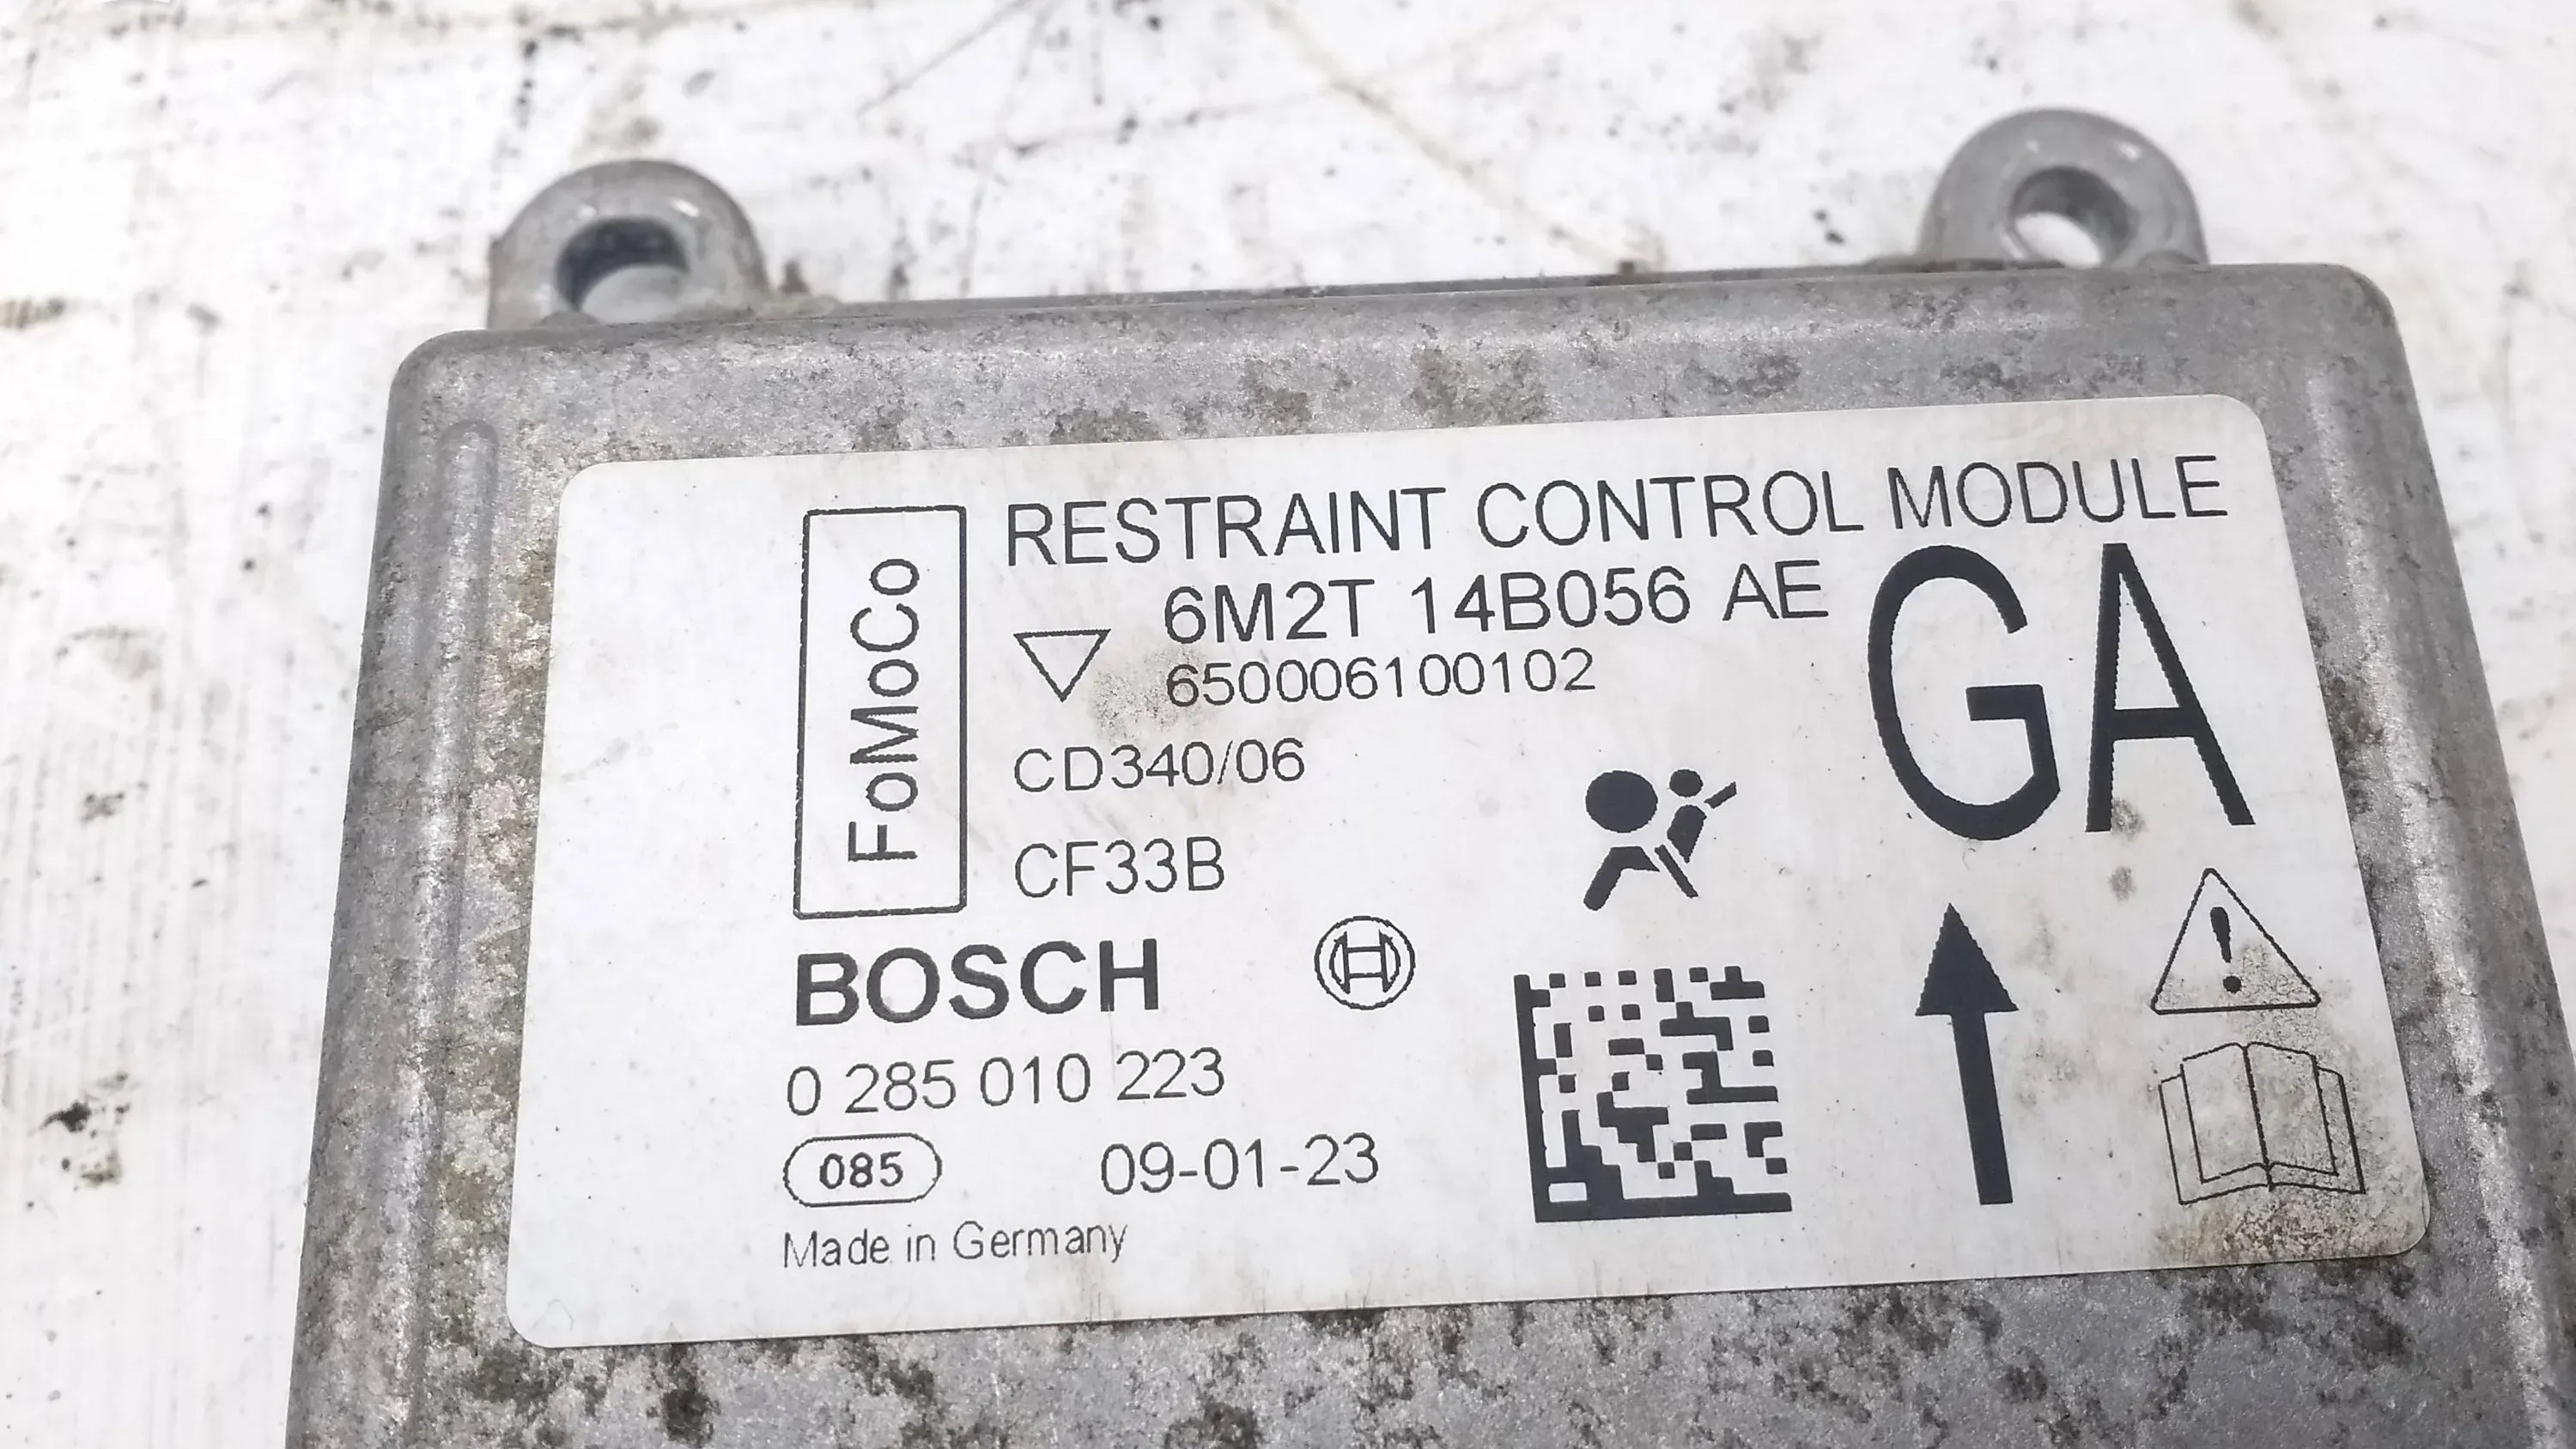 FoMoCo
RESTRAINT CONTROL MODULE
6M2T 14B056 AE
GA
650006100102
CD340/06
CF33B
BOSCH
0 285 010 223
085
09-01-23
Made in Germany